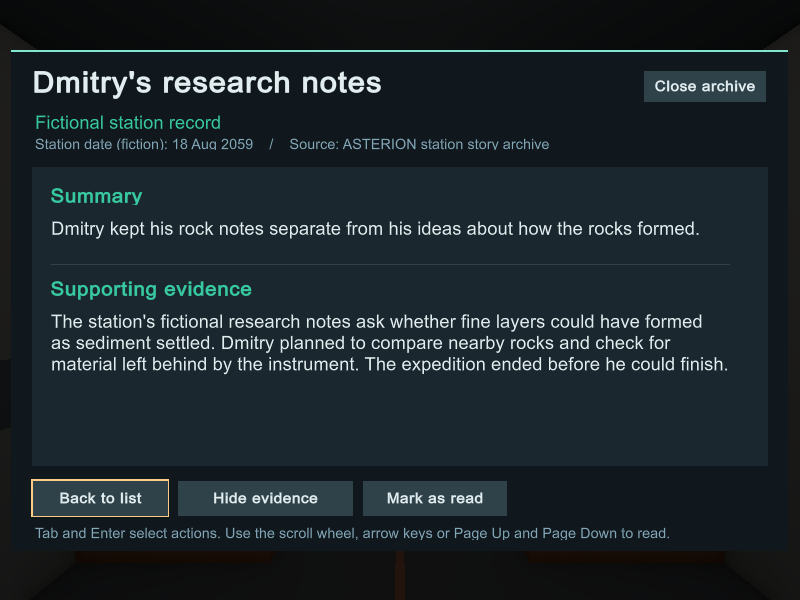 Dmitry's research notes
Close archive
Fictional station record
Station date (fiction): 18 Aug 2059 / Source: ASTERION station story archive
Summary
Dmitry kept his rock notes separate from his ideas about how the rocks formed.
Supporting evidence
The station's fictional research notes ask whether fine layers could have formed
as sediment settled. Dmitry planned to compare nearby rocks and check for
material left behind by the instrument. The expedition ended before he could finish.
Back to list
Hide evidence
Mark as read
Tab and Enter select actions. Use the scroll wheel, arrow keys or Page Up and Page Down to read.